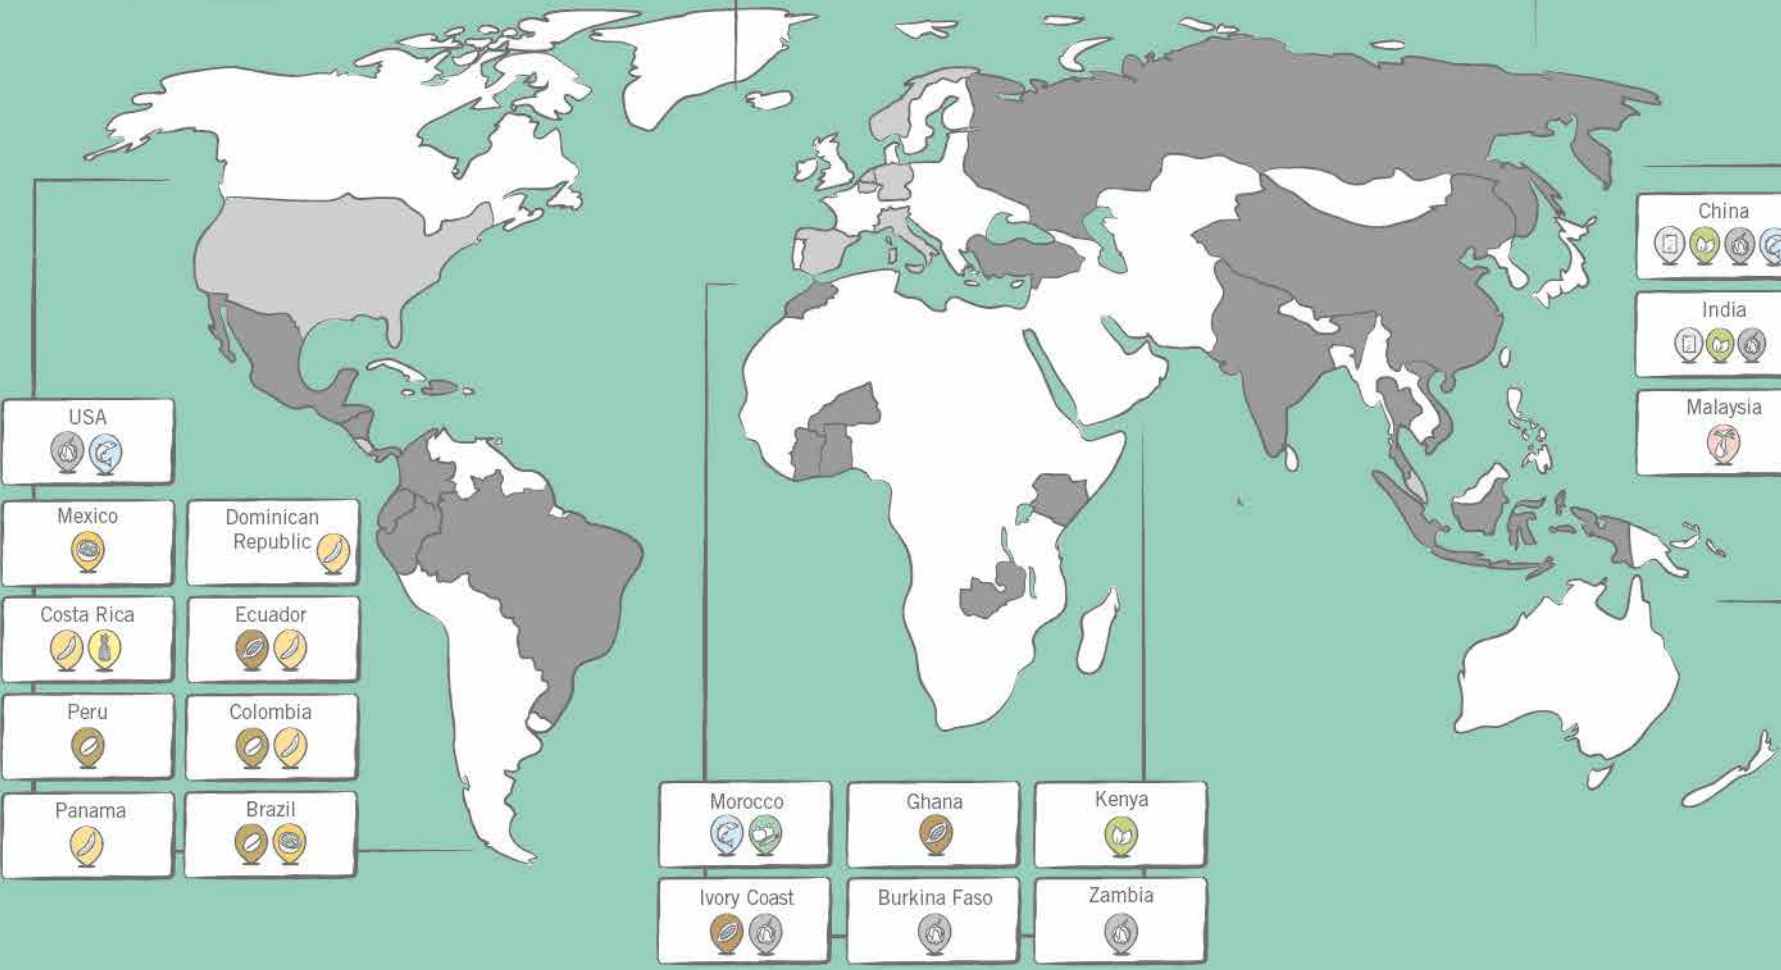 China
India
Malaysia
USA
Mexico
Dominican
Republic
Costa Rica
Ecuador
Peru
Colombia
Panama
Brazil
Morocco
Ghana
Kenya
Ivory Coast
Burkina Faso
Zambia